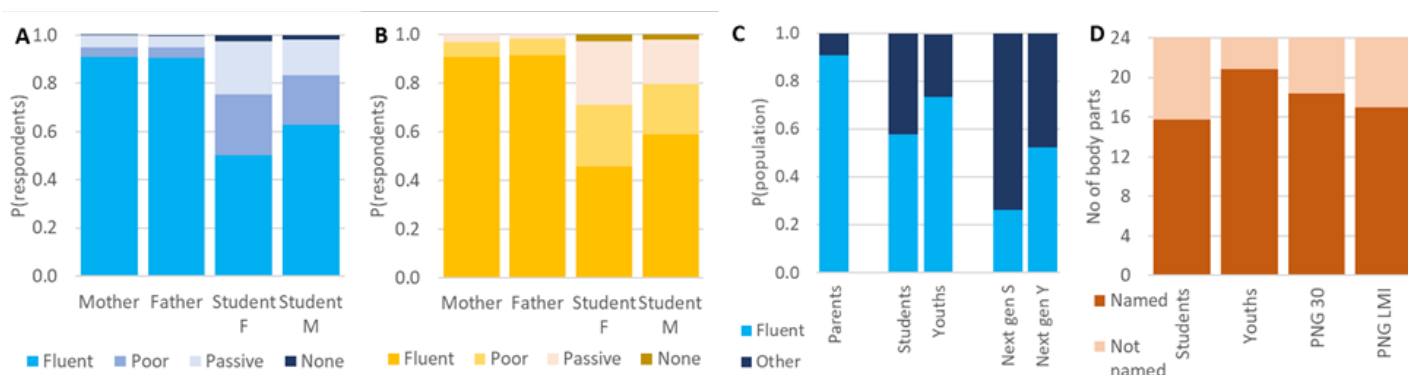 A
P(respondents)
1.0
0.8
0.6
0.4
0.2
0.0
Mother
Father
Student
F
Student
M
Fluent
Poor
Passive
None
B
P(respondents)
1.0
0.8
0.6
0.4
0.2
0.0
Mother
Father
Student
F
Student
M
Fluent
Poor
Passive
None
C
P(population)
1.0
0.8
0.6
0.4
0.2
0.0
Parents
Students
Youths
Next gen S
Next gen Y
Fluent
Other
D
No of body parts
24
20
16
12
8
4
0
Students
Youths
PNG 30
PNG LMI
Named
Not
named